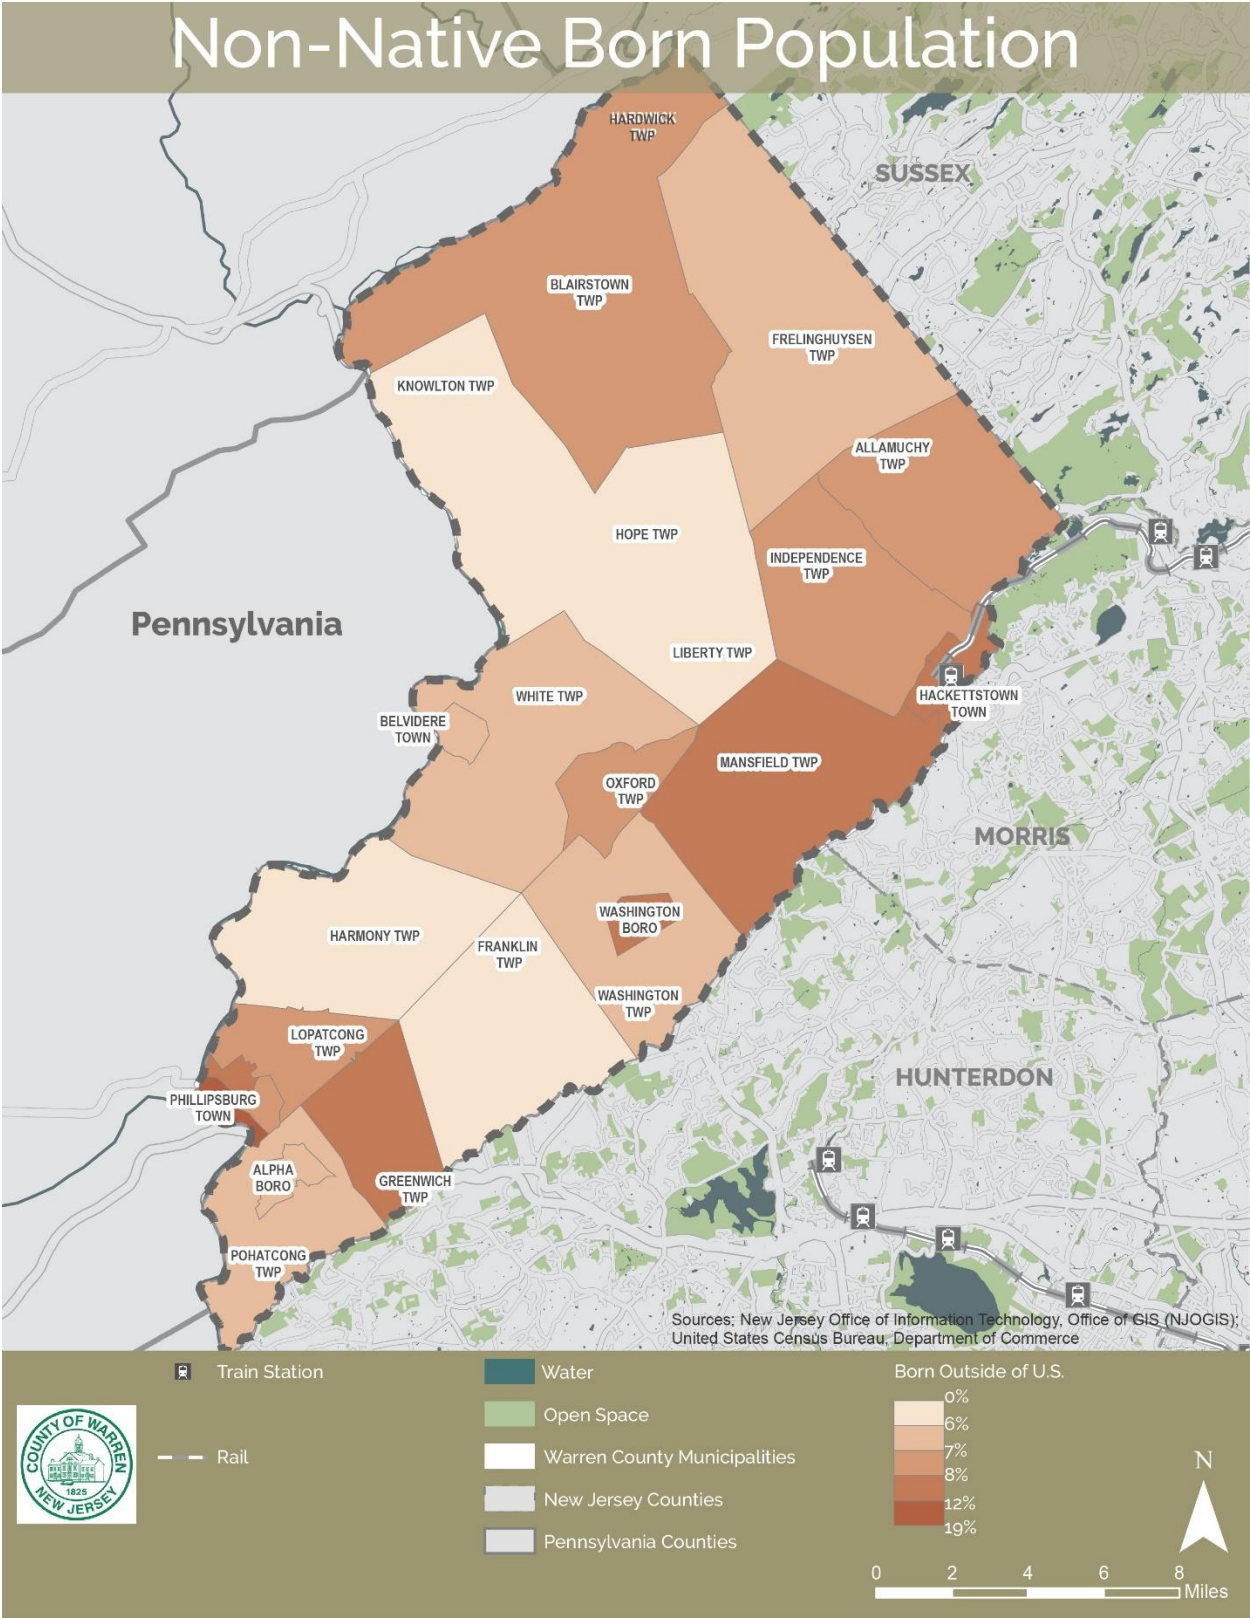 Non-Native Born Population
HARDWICK
TWP
SUSSEX
BLAIRSTOWN
TWP
FRELINGHUYSEN
TWP
KNOWLTON TWP
ALLAMUCHY
TWP
HOPE TWP
INDEPENDENCE
TWP
Pennsylvania
LIBERTY TWP
WHITE TWP
HACKETTSTOWN
TOWN
BELVIDERE
TOWN
MANSFIELD TWP
OXFORD
TWP
MORRIS
WASHINGTON
BORO
HARMONY TWP
FRANKLIN
TWP
WASHINGTON
TWP
LOPATCONG
TWP
HUNTERDON
PHILLIPSBURG
TOWN
ALPHA
BORO
GREENWICH
TWP
POHATCONG
TWP
Sources: New Jersey Office of Information Technology, Office of GIS (NJOGIS);
United States Census Bureau, Department of Commerce
Train Station
Rail
COUNTY OF WARREN
1825
NEW JERSEY
Water
Open Space
Warren County Municipalities
New Jersey Counties
Pennsylvania Counties
Born Outside of U.S.
0%
6%
7%
8%
12%
19%
N
0 2 4 6 8
Miles